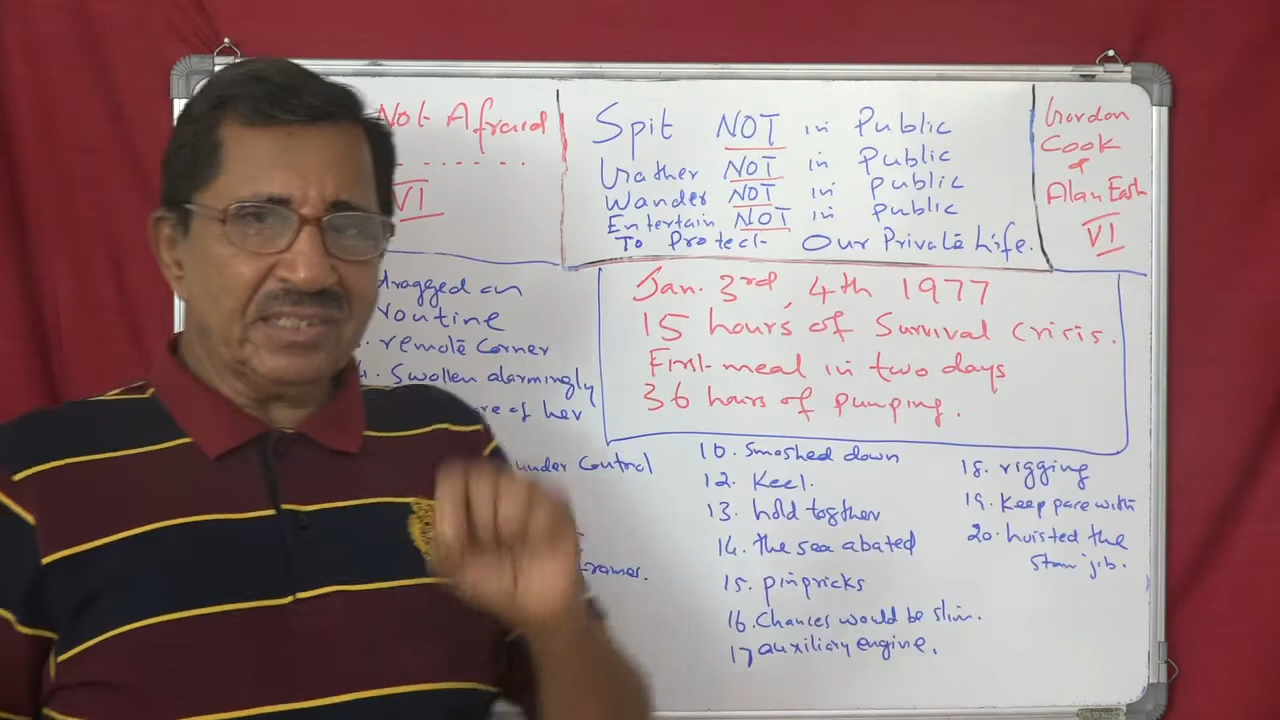 Not Afraid
. . . . . . . .
VI
Spit NOT in Public
Gather NOT in Public
Wander NOT in Public
Entertain NOT in Public
To Protect Our Private Life.
Gordon
Cook
&
Alan East
VI
dragged on
routine
remote Corner
4. Swollen alarmingly
re of her
under Control
frames.
Jan. 3rd, 4th 1977
15 hours of Survival Crisis.
First meal in two days
36 hours of pumping.
10. Smashed down
12. Keel.
13. hold together
14. The sea abated
15. pinpricks
16. Chances would be slim.
17 auxiliary engine.
18. rigging
19. Keep pace with
20. hoisted the
Storm jib.